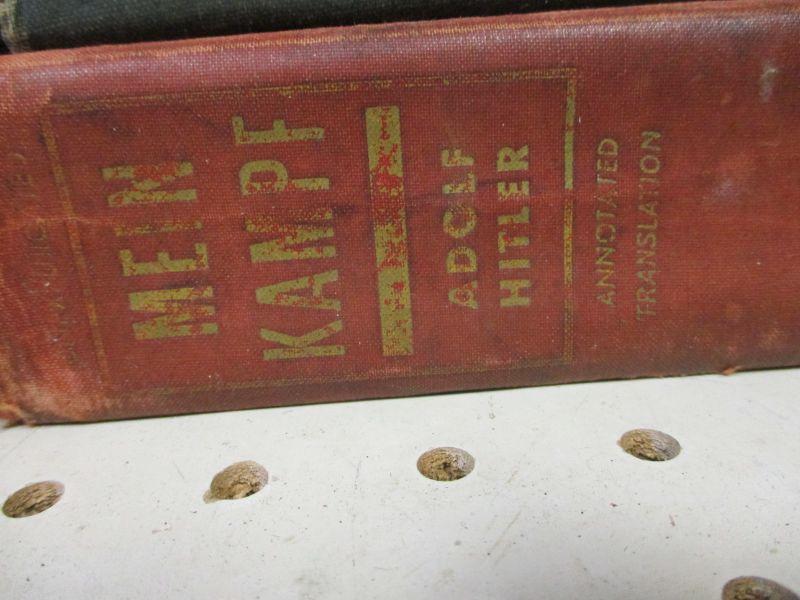 MEIN
KAMPF
ADOLF
HITLER
ANNOTATED
TRANSLATION